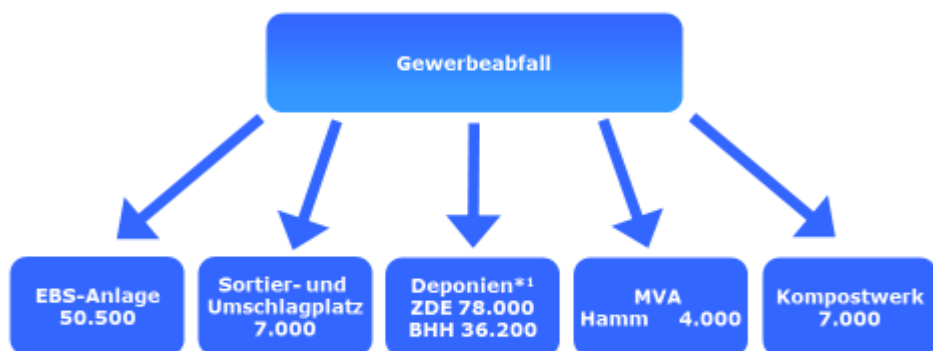 Gewerbeabfall
EBS-Anlage
50.500
Sortier- und
Umschlagplatz
7.000
Deponien*¹
ZDE 78.000
BHH 36.200
MVA
Hamm 4.000
Kompostwerk
7.000